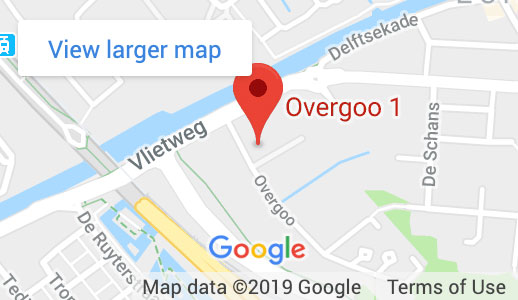 View larger map
Delftsekade
Overgoo 1
Vlietweg
De Schans
Overgoo
De Ruyters
Google
Map data ©2019 Google
Terms of Use